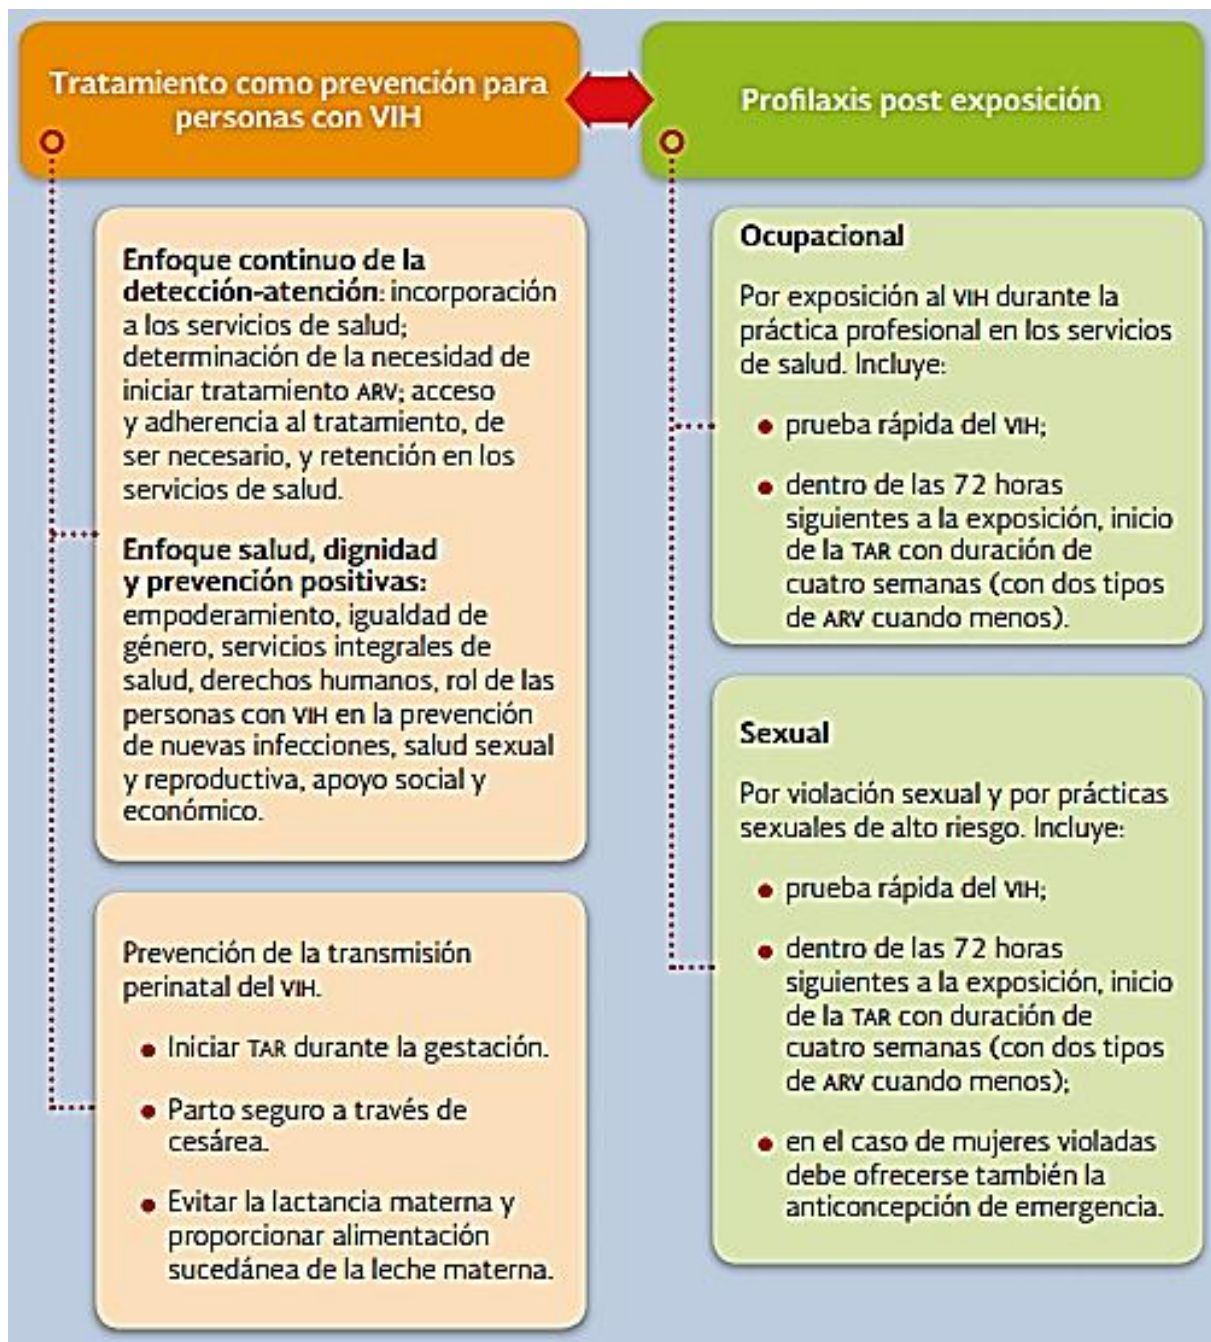 Tratamiento como prevención para
personas con VIH
Enfoque continuo de la
detección-atención: incorporación
a los servicios de salud;
determinación de la necesidad de
iniciar tratamiento ARV; acceso
y adherencia al tratamiento, de
ser necesario, y retención en los
servicios de salud.
Enfoque salud, dignidad
y prevención positivas:
empoderamiento, igualdad de
género, servicios integrales de
salud, derechos humanos, rol de las
personas con VIH en la prevención
de nuevas infecciones, salud sexual
y reproductiva, apoyo social y
económico.
Prevención de la transmisión
perinatal del VIH.
• Iniciar TAR durante la gestación.
• Parto seguro a través de
cesárea.
• Evitar la lactancia materna y
proporcionar alimentación
sucedánea de la leche materna.
Profilaxis post exposición
Ocupacional
Por exposición al VIH durante la
práctica profesional en los servicios
de salud. Incluye:
• prueba rápida del VIH;
• dentro de las 72 horas
siguientes a la exposición, inicio
de la TAR con duración de
cuatro semanas (con dos tipos
de ARV cuando menos).
Sexual
Por violación sexual y por prácticas
sexuales de alto riesgo. Incluye:
• prueba rápida del VIH;
• dentro de las 72 horas
siguientes a la exposición, inicio
de la TAR con duración de
cuatro semanas (con dos tipos
de ARV cuando menos);
• en el caso de mujeres violadas
debe ofrecerse también la
anticoncepción de emergencia.